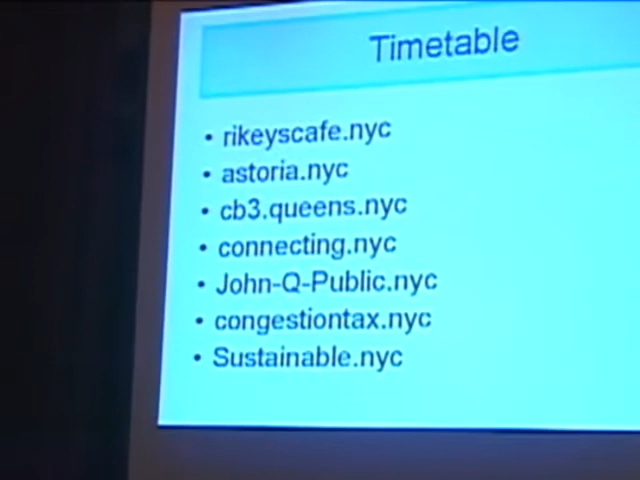 Timetable
• rikeyscafe.nyc
• astoria.nyc
• cb3.queens.nyc
• connecting.nyc
• John-Q-Public.nyc
• congestiontax.nyc
• Sustainable.nyc